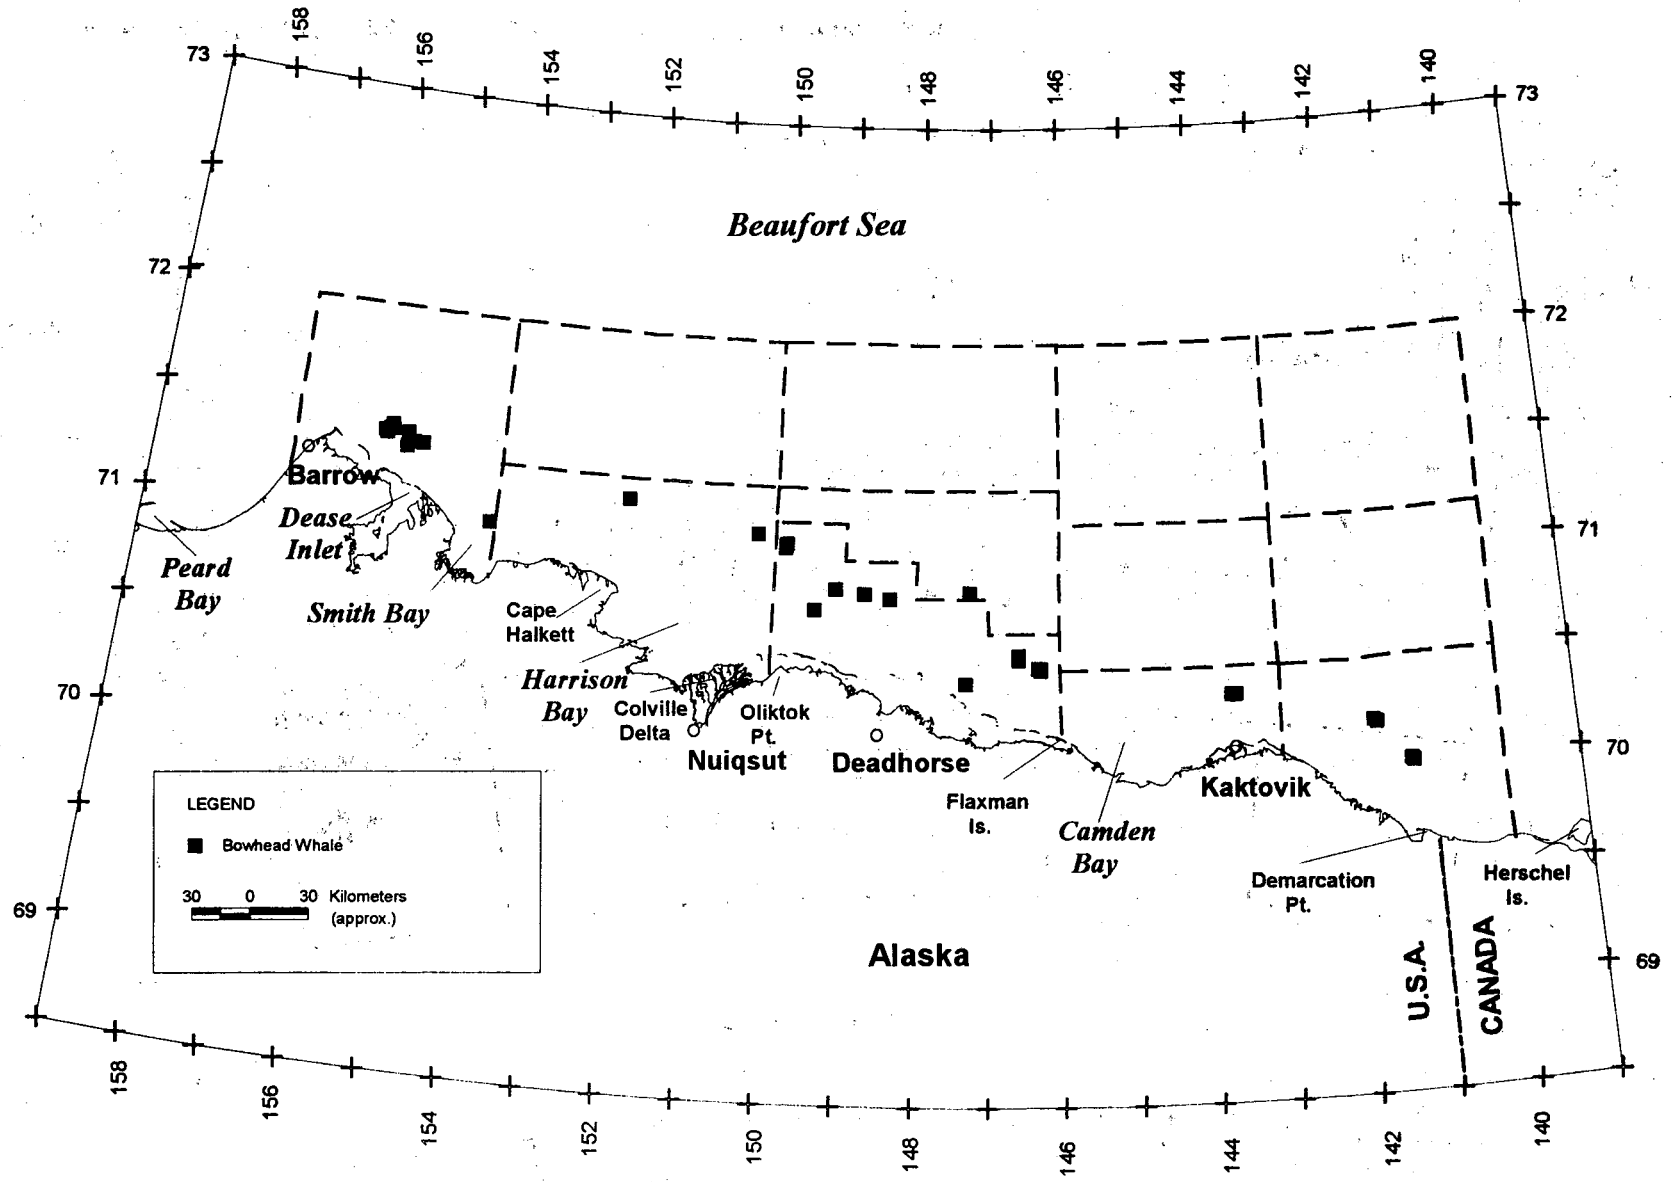 158
156
154
152
150
148
146
144
142
140
73
73
Beaufort Sea
72
72
71
71
Barrow
Dease
Inlet
Peard
Bay
Smith Bay
Cape
Halkett
Harrison
Bay
70
70
Colville
Delta
Oliktok
Pt.
Nuiqsut
Deadhorse
Flaxman
Is.
Kaktovik
Camden
Bay
Demarcation
Pt.
Herschel
Is.
LEGEND
Bowhead Whale
30 0 30 Kilometers
(approx.)
69
69
Alaska
U.S.A.
CANADA
158
156
154
152
150
148
146
144
142
140